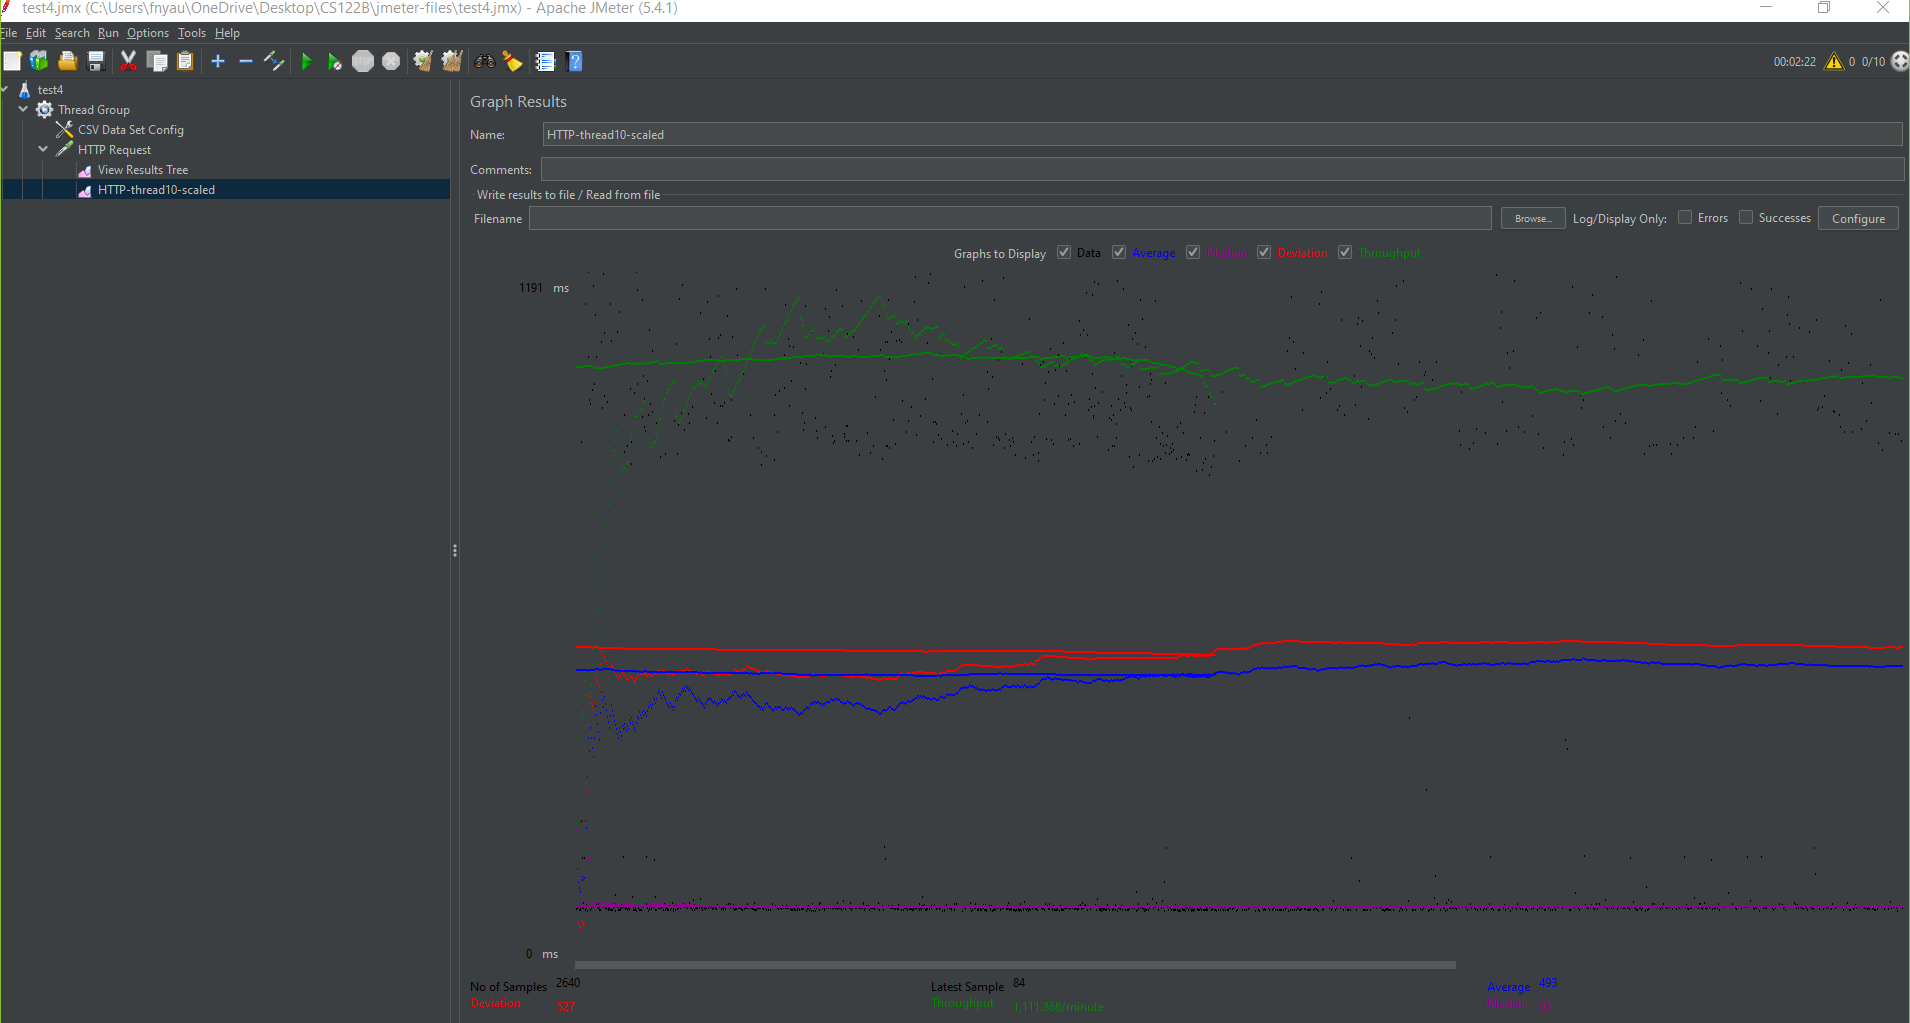 test4.jmx (C:\Users\fnyau\OneDrive\Desktop\CS122B\jmeter-files\test4.jmx) - Apache JMeter (5.4.1)
File Edit Search Run Options Tools Help
00:02:22 0 0/10
test4
Thread Group
CSV Data Set Config
HTTP Request
View Results Tree
HTTP-thread10-scaled
Graph Results
Name: HTTP-thread10-scaled
Comments:
Write results to file / Read from file
Filename Browse... Log/Display Only: Errors Successes Configure
Graphs to Display Data Average Median Deviation Throughput
1191 ms
0 ms
No of Samples 2640 Latest Sample 84 Average 493
Deviation 527 Throughput 1,111.368/minute Median